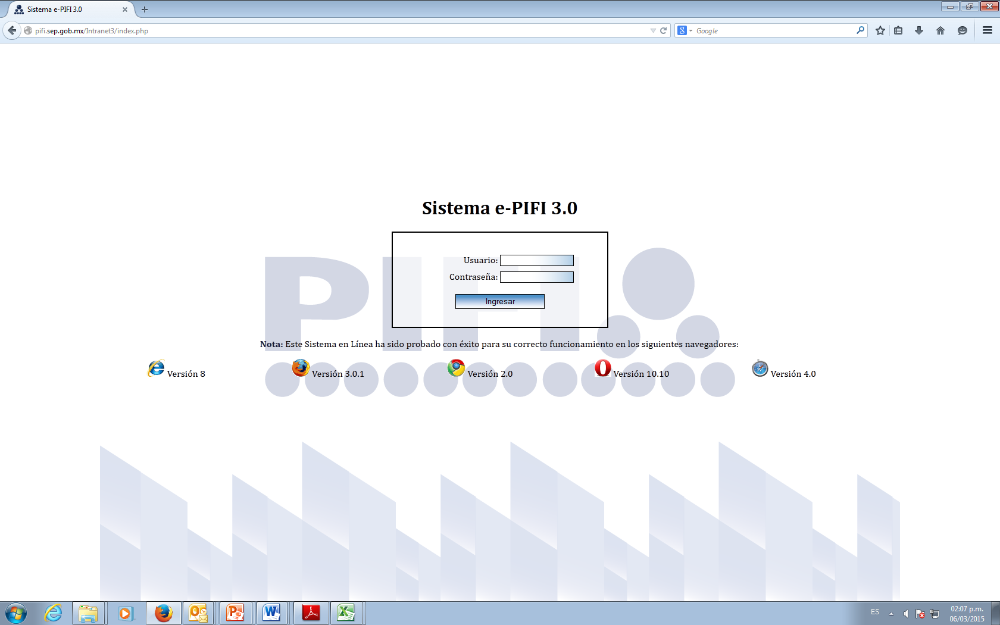 Sistema e-PIFI 3.0
pifi.sep.gob.mx/Intranet3/index.php
Google
Sistema e-PIFI 3.0
PIFI
Usuario:
Contraseña:
Ingresar
Nota: Este Sistema en Línea ha sido probado con éxito para su correcto funcionamiento en los siguientes navegadores:
Versión 8 Versión 3.0.1 Versión 2.0 Versión 10.10 Versión 4.0
ES 02:07 p.m.
06/03/2015